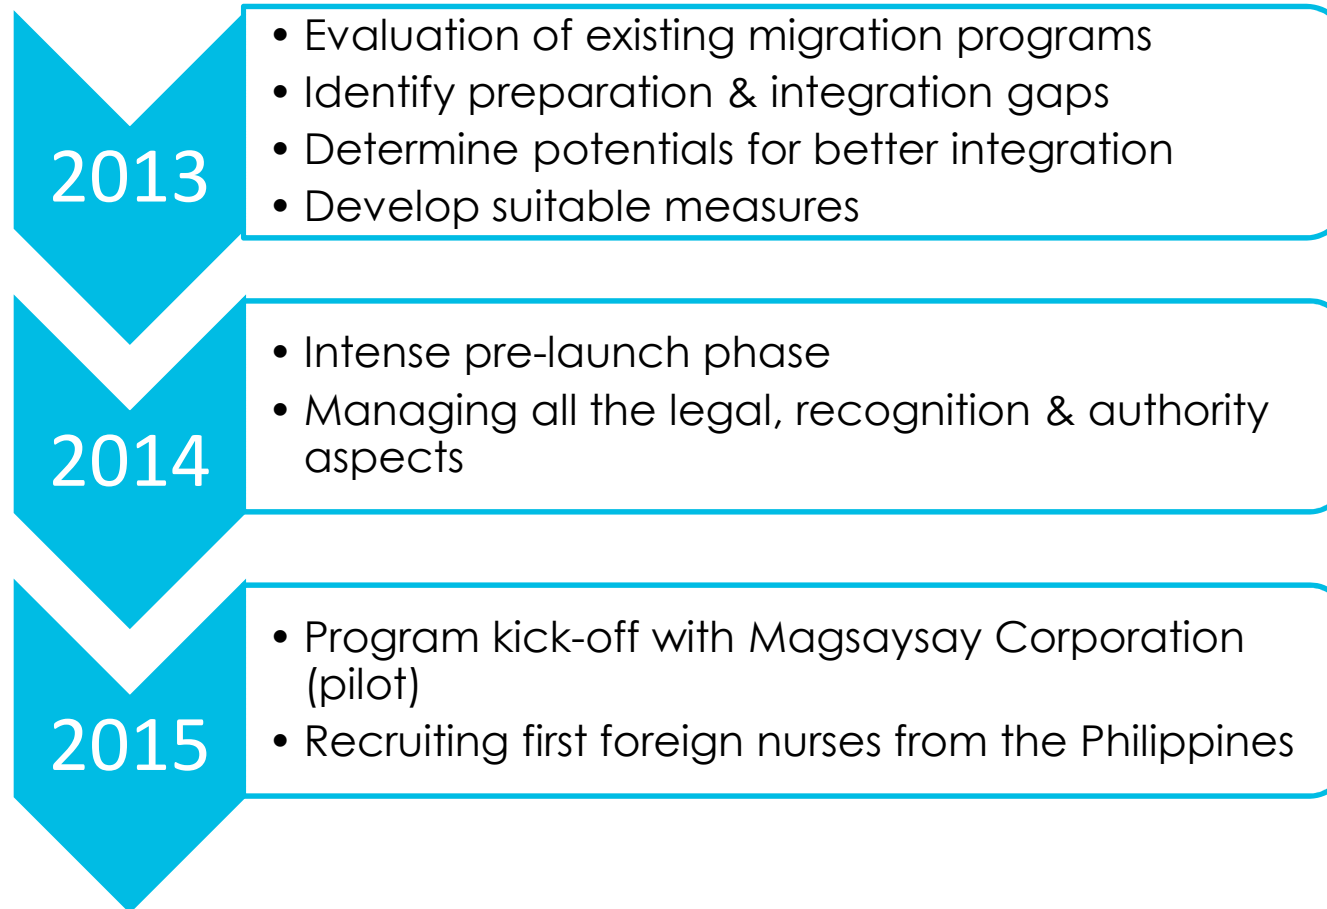 2013
• Evaluation of existing migration programs
• Identify preparation & integration gaps
• Determine potentials for better integration
• Develop suitable measures
2014
• Intense pre-launch phase
• Managing all the legal, recognition & authority
aspects
2015
• Program kick-off with Magsaysay Corporation
(pilot)
• Recruiting first foreign nurses from the Philippines